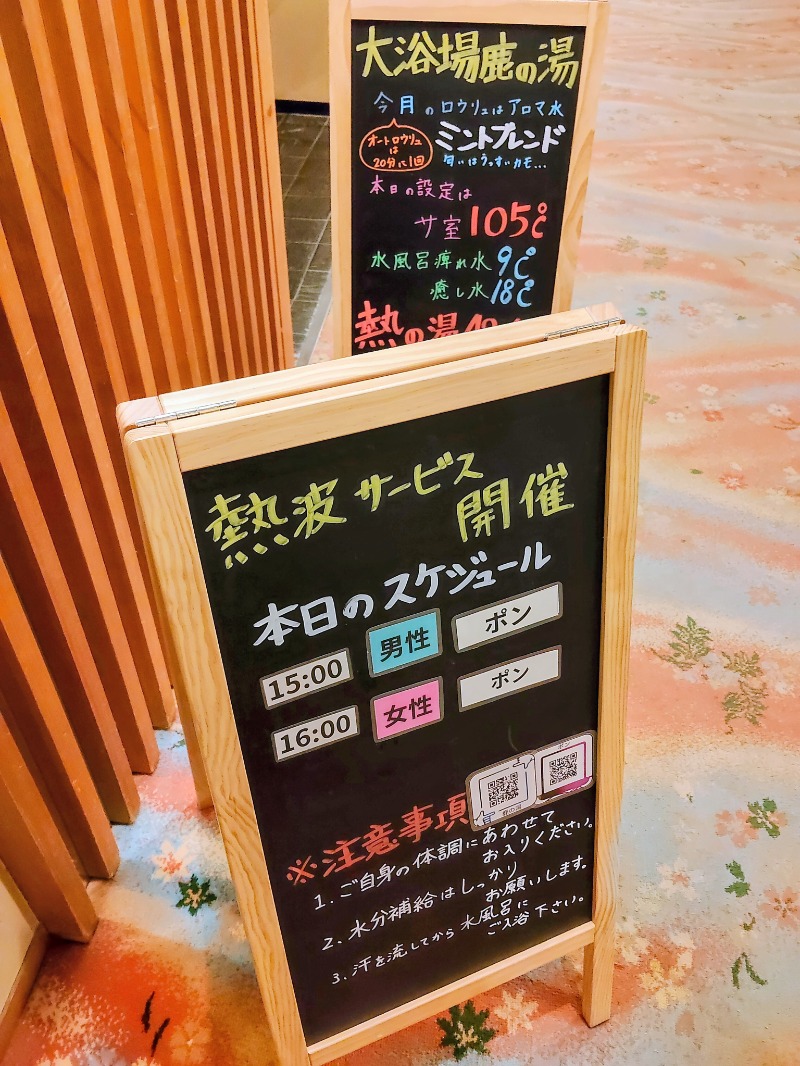 大浴場鹿の湯
今月のロウリュはアロマ水
オートロウリュ
は
20分に1回
ミントブレンド
匂いはうっすいカモ...
本日の設定は
サ室 105℃
水風呂痺れ水 9℃
癒し水 18℃
熱の湯
熱波サービス
開催
本日のスケジュール
15:00 男性 ポン
16:00 女性 ポン
ポン
※注意事項
1. ご自身の体調にあわせて
お入りください。
2. 水分補給はしっかり
お願いします。
3. 汗を流してから水風呂に
ご入浴下さい。